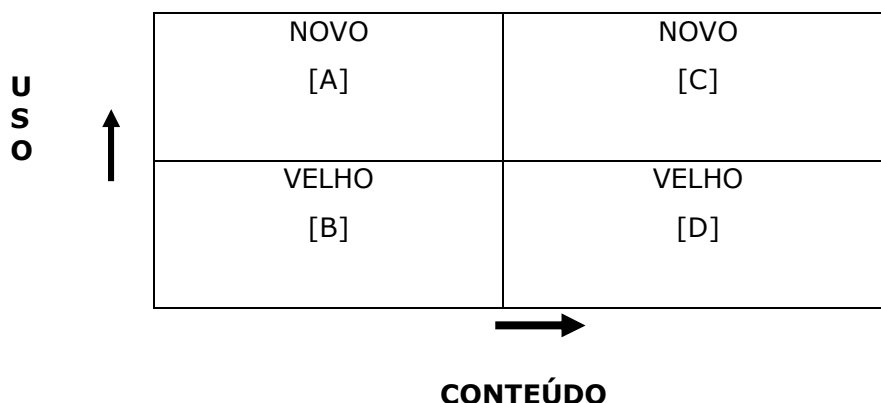 NOVO NOVO
[A] [C]
U
S
O
VELHO VELHO
[B] [D]
CONTEÚDO